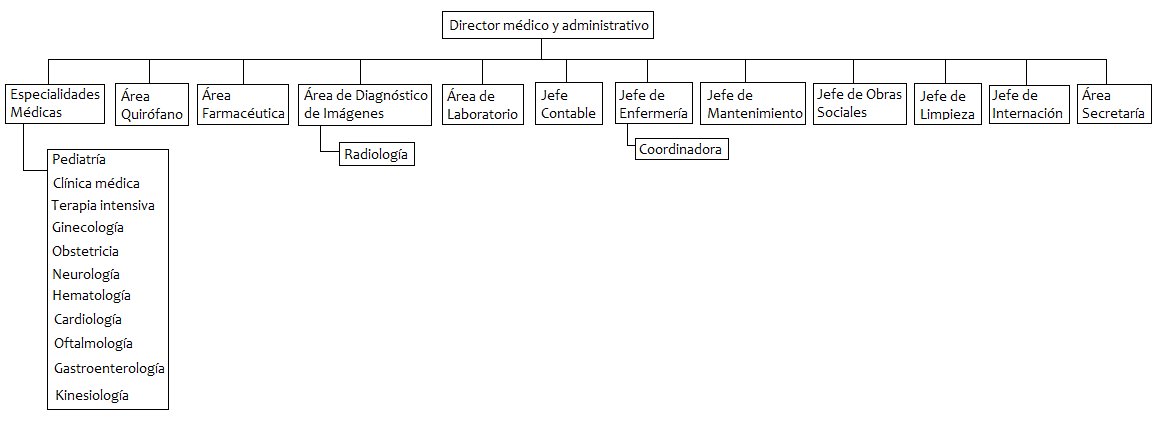 Director médico y administrativo
Especialidades
Médicas
Área
Quirófano
Área
Farmacéutica
Área de Diagnóstico
de Imágenes
Área de
Laboratorio
Jefe
Contable
Jefe de
Enfermería
Jefe de
Mantenimiento
Jefe de Obras
Sociales
Jefe de
Limpieza
Jefe de
Internación
Área
Secretaría
Radiología
Coordinadora
Pediatría
Clínica médica
Terapia intensiva
Ginecología
Obstetricia
Neurología
Hematología
Cardiología
Oftalmología
Gastroenterología
Kinesiología